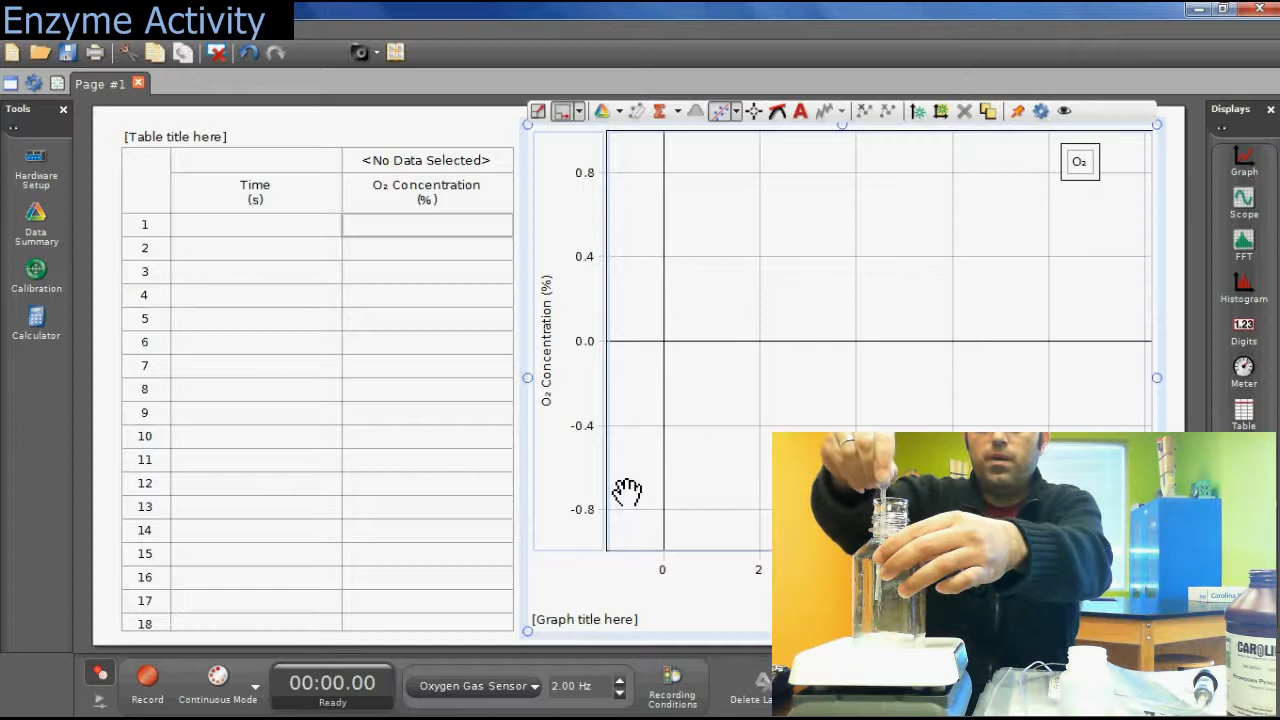 Enzyme Activity
Page #1
Tools
Hardware
Setup
Data
Summary
Calibration
Calculator
[Table title here]
<No Data Selected>
Time
(s)
O₂ Concentration
(%)
1
2
3
4
5
6
7
8
9
10
11
12
13
14
15
16
17
18
O₂ Concentration (%)
0.8
0.4
0.0
-0.4
-0.8
0
2
O₂
[Graph title here]
Displays
Graph
Scope
FFT
Histogram
1.23
Digits
Meter
Table
Record
Continuous Mode
00:00.00
Ready
Oxygen Gas Sensor
2.00 Hz
Recording
Conditions
Delete La
Carolina
CAROLI